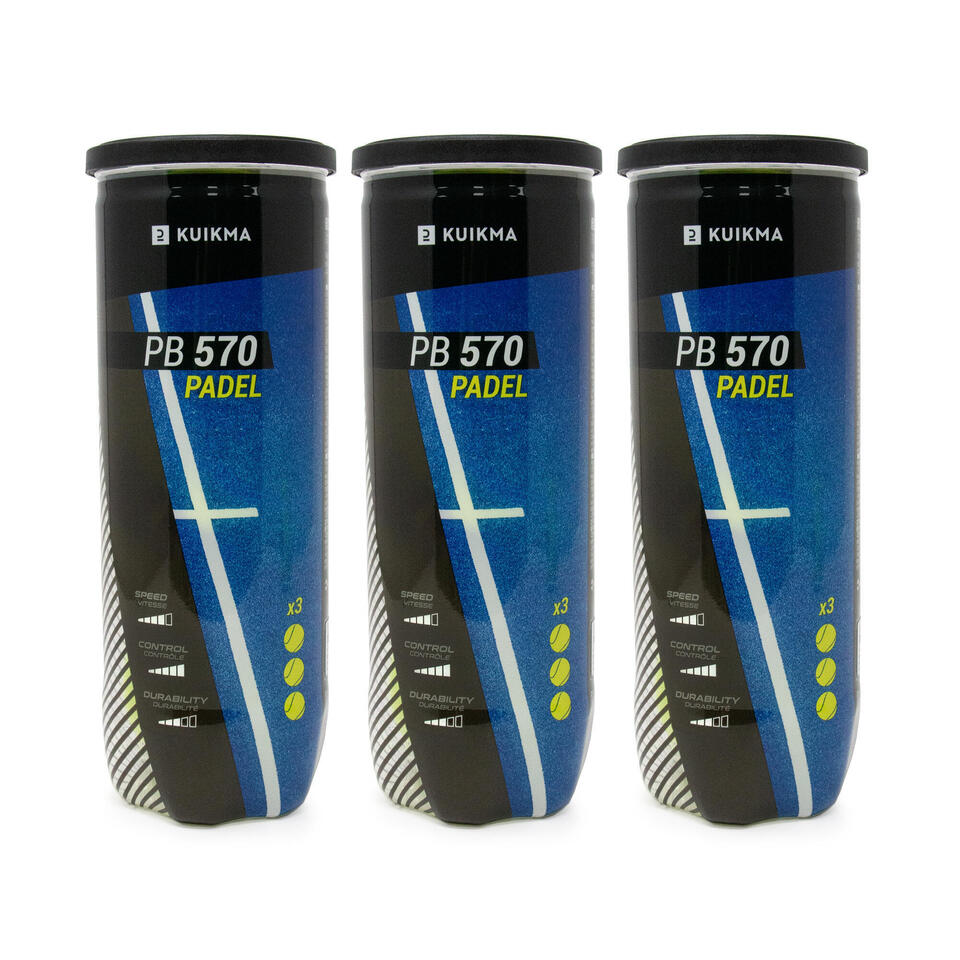 KUIKMA
PB 570
PADEL
x3
SPEED
VITESSE
CONTROL
CONTRÔLE
DURABILITY
DURABILITÉ
KUIKMA
PB 570
PADEL
x3
SPEED
VITESSE
CONTROL
CONTRÔLE
DURABILITY
DURABILITÉ
KUIKMA
PB 570
PADEL
x3
SPEED
VITESSE
CONTROL
CONTRÔLE
DURABILITY
DURABILITÉ